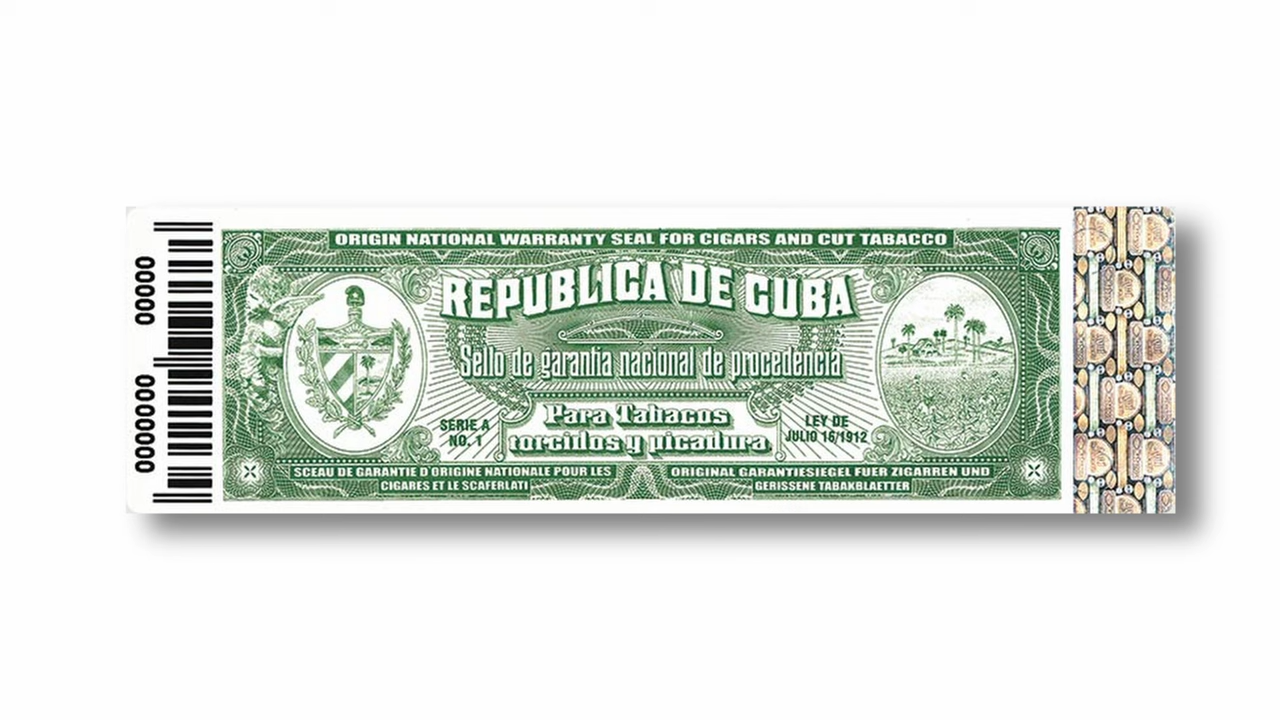 00000
0000000
ORIGIN NATIONAL WARRANTY SEAL FOR CIGARS AND CUT TABACCO
REPUBLICA DE CUBA
Sello de garantia nacional de procedencia
Para Tabacos
torcidos y picadura.
SERIE A
NO. 1
LEY DE
JULIO 16/1912
SCEAU DE GARANTIE D'ORIGINE NATIONALE POUR LES
CIGARES ET LE SCAFERLATI
ORIGINAL GARANTIESIEGEL FUER ZIGARREN UND
GERISSENE TABAKBLAETTER